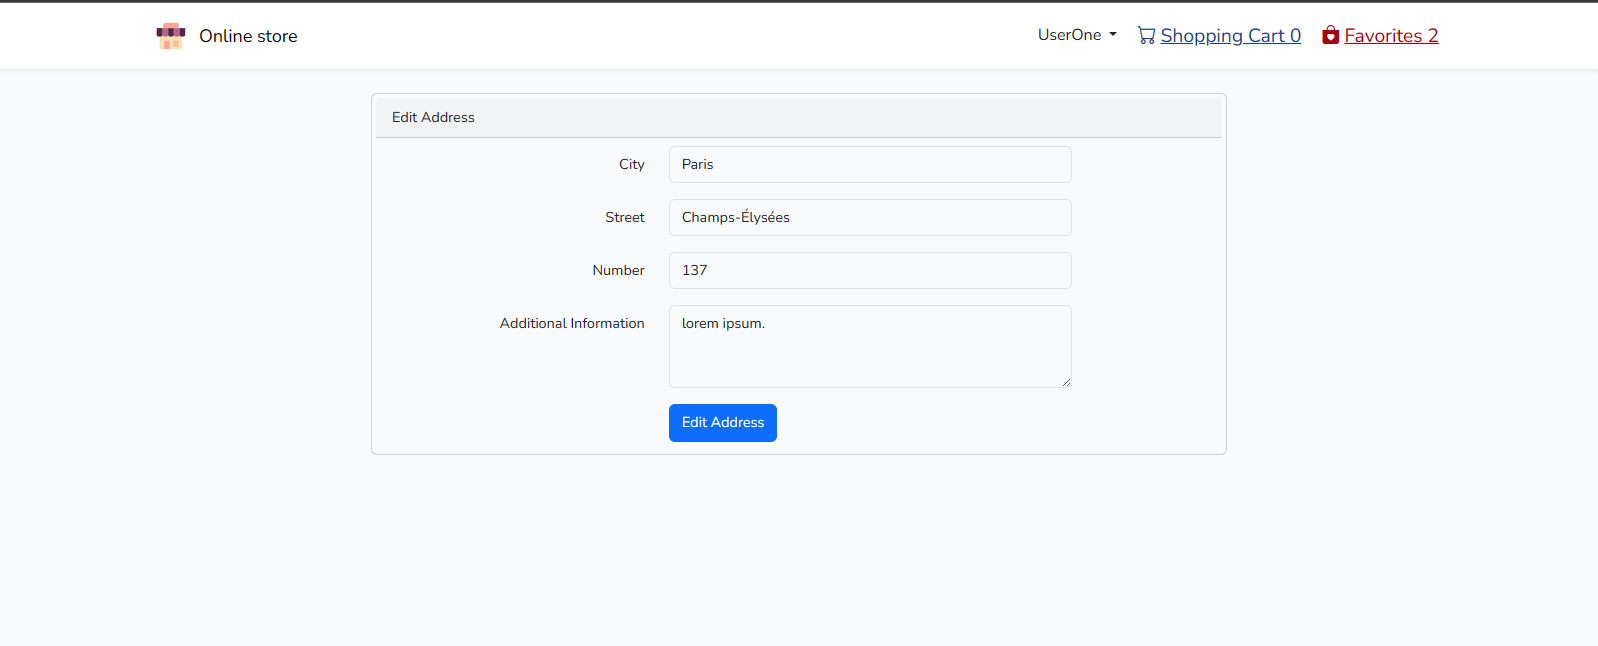 Online store
UserOne
Shopping Cart 0
Favorites 2
Edit Address
City
Paris
Street
Champs-Élysées
Number
137
Additional Information
lorem ipsum.
Edit Address